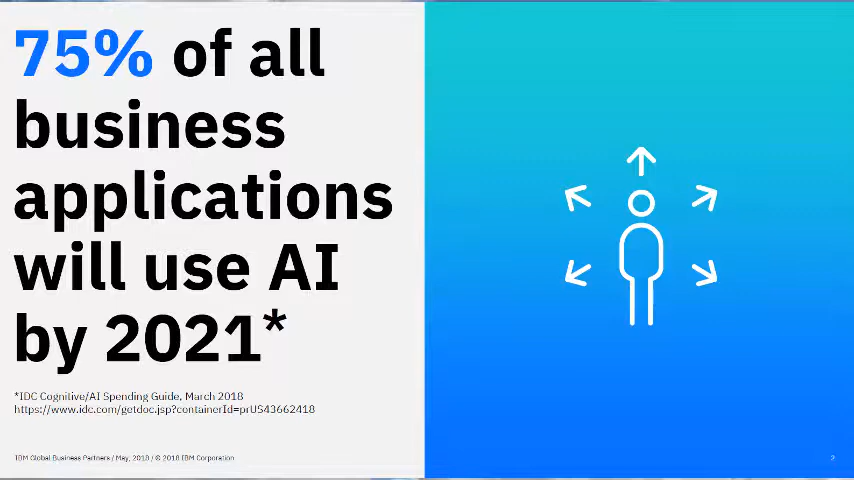 75% of all
business
applications
will use AI
by 2021*
*IDC Cognitive/AI Spending Guide, March 2018
https://www.idc.com/getdoc.jsp?containerId=prUS43662418
IBM Global Business Partners / May, 2018 / © 2018 IBM Corporation